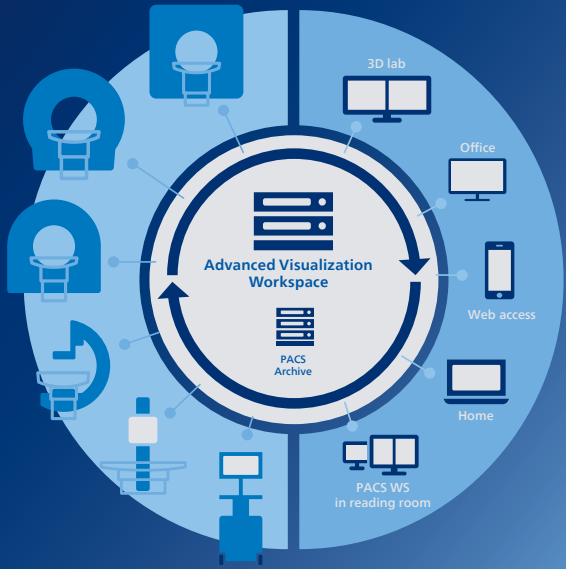 3D lab
Office
Advanced Visualization
Workspace
Web access
PACS
Archive
Home
PACS WS
in reading room